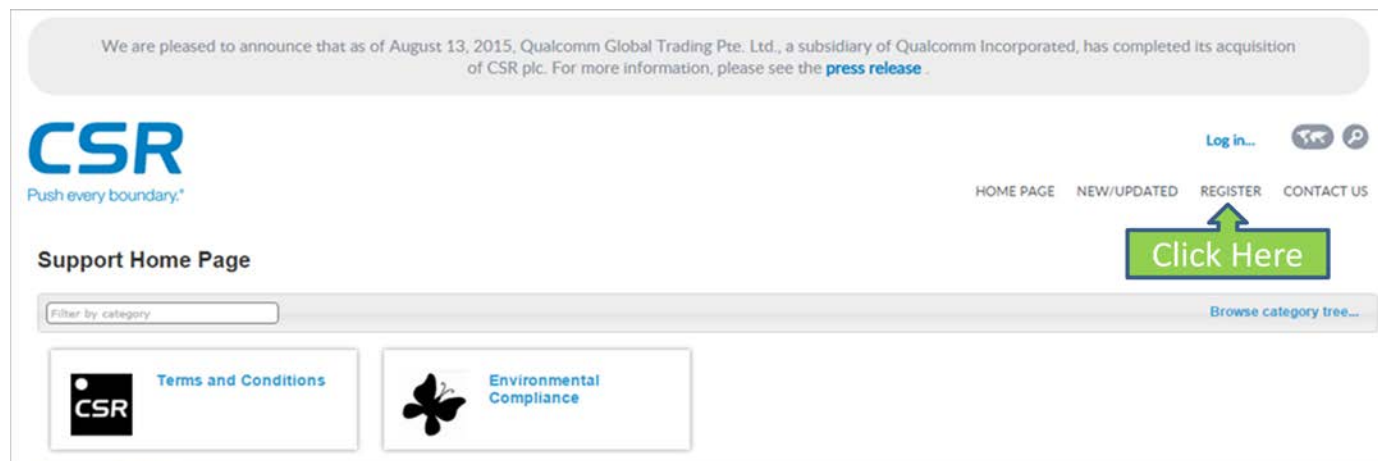 We are pleased to announce that as of August 13, 2015, Qualcomm Global Trading Pte. Ltd., a subsidiary of Qualcomm Incorporated, has completed its acquisition
of CSR plc. For more information, please see the press release .
CSR
Push every boundary.®
Log in...
HOME PAGE NEW/UPDATED REGISTER CONTACT US
Click Here
Support Home Page
Filter by category
Browse category tree...
CSR
Terms and Conditions
Environmental
Compliance